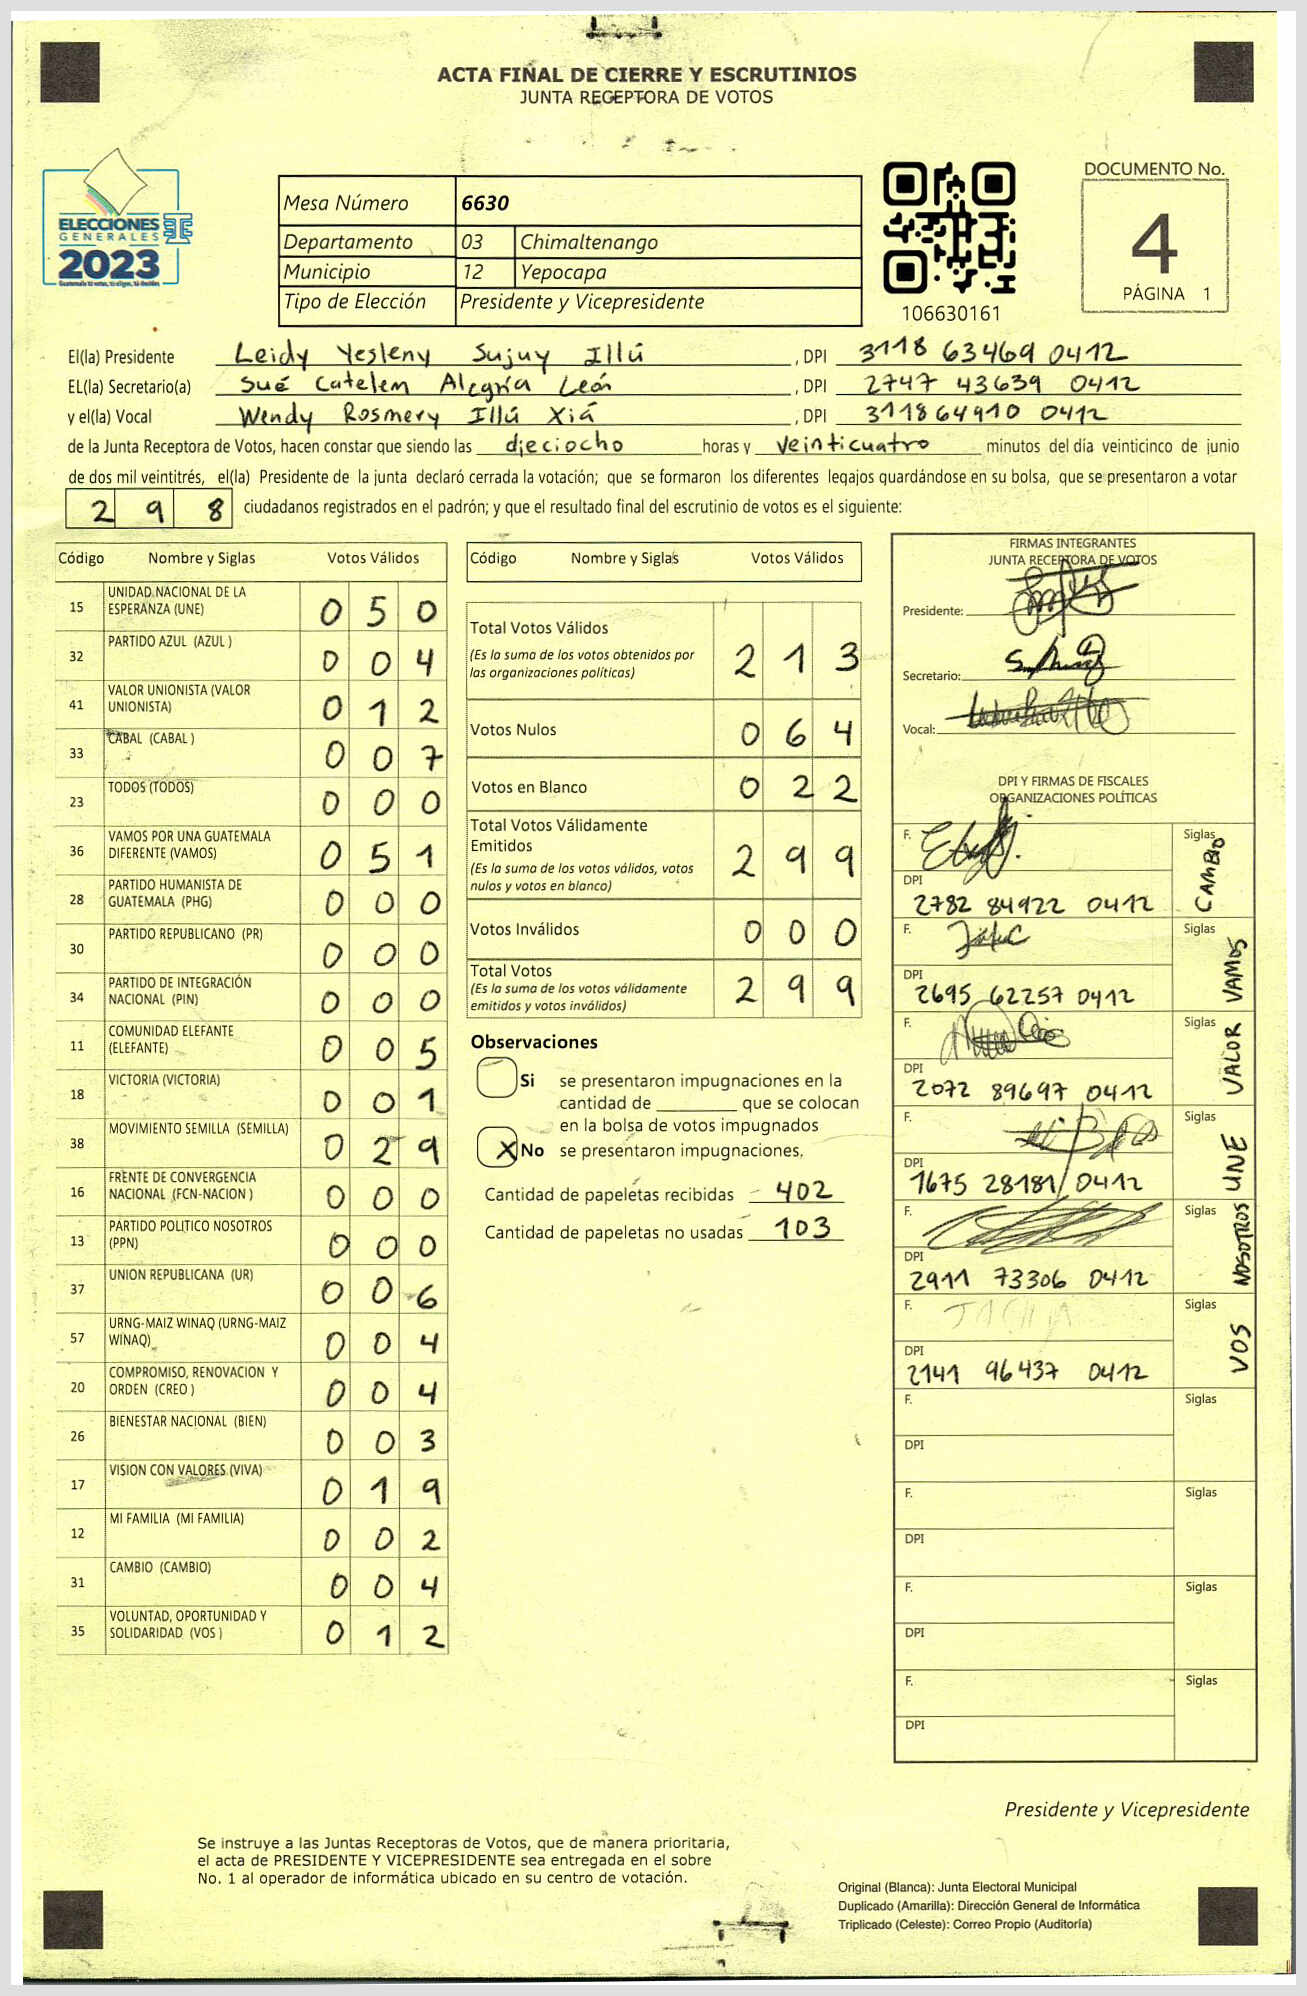 ACTA FINAL DE CIERRE Y ESCRUTINIOS
JUNTA RECEPTORA DE VOTOS
ELECCIONES
GENERALES
2023
Mesa Número 6630
Departamento 03 Chimaltenango
Municipio 12 Yepocapa
Tipo de Elección Presidente y Vicepresidente
106630161
DOCUMENTO No.
4
PÁGINA 1
El(la) Presidente Leidy Yesleny Sujuy Illú , DPI 3118 63469 0412
EL(la) Secretario(a) Sué Catelem Alegría León , DPI 2747 43639 0412
y el(la) Vocal Wendy Rosmery Illú Xiá , DPI 311864910 0412
de la Junta Receptora de Votos, hacen constar que siendo las dieciocho horas y veinticuatro minutos del día veinticinco de junio
de dos mil veintitrés, el(la) Presidente de la junta declaró cerrada la votación; que se formaron los diferentes legajos guardándose en su bolsa, que se presentaron a votar
2 9 8 ciudadanos registrados en el padrón; y que el resultado final del escrutinio de votos es el siguiente:
Código Nombre y Siglas Votos Válidos
15 UNIDAD NACIONAL DE LA
ESPERANZA (UNE) 0 5 0
32 PARTIDO AZUL (AZUL ) 0 0 4
41 VALOR UNIONISTA (VALOR
UNIONISTA) 0 1 2
33 CABAL (CABAL ) 0 0 7
23 TODOS (TODOS) 0 0 0
36 VAMOS POR UNA GUATEMALA
DIFERENTE (VAMOS) 0 5 1
28 PARTIDO HUMANISTA DE
GUATEMALA (PHG) 0 0 0
30 PARTIDO REPUBLICANO (PR) 0 0 0
34 PARTIDO DE INTEGRACIÓN
NACIONAL (PIN) 0 0 0
11 COMUNIDAD ELEFANTE
(ELEFANTE) 0 0 5
18 VICTORIA (VICTORIA) 0 0 1
38 MOVIMIENTO SEMILLA (SEMILLA) 0 2 9
16 FRENTE DE CONVERGENCIA
NACIONAL (FCN-NACION ) 0 0 0
13 PARTIDO POLITICO NOSOTROS
(PPN) 0 0 0
37 UNION REPUBLICANA (UR) 0 0 6
57 URNG-MAIZ WINAQ (URNG-MAIZ
WINAQ) 0 0 4
20 COMPROMISO, RENOVACION Y
ORDEN (CREO ) 0 0 4
26 BIENESTAR NACIONAL (BIEN) 0 0 3
17 VISION CON VALORES (VIVA) 0 1 9
12 MI FAMILIA (MI FAMILIA) 0 0 2
31 CAMBIO (CAMBIO) 0 0 4
35 VOLUNTAD, OPORTUNIDAD Y
SOLIDARIDAD (VOS ) 0 1 2
Código Nombre y Siglas Votos Válidos
Total Votos Válidos
(Es la suma de los votos obtenidos por
las organizaciones políticas) 2 1 3
Votos Nulos 0 6 4
Votos en Blanco 0 2 2
Total Votos Válidamente
Emitidos
(Es la suma de los votos válidos, votos
nulos y votos en blanco) 2 9 9
Votos Inválidos 0 0 0
Total Votos
(Es la suma de los votos válidamente
emitidos y votos inválidos) 2 9 9
Observaciones
Si se presentaron impugnaciones en la
cantidad de ________ que se colocan
en la bolsa de votos impugnados
X No se presentaron impugnaciones.
Cantidad de papeletas recibidas 402
Cantidad de papeletas no usadas 103
FIRMAS INTEGRANTES
JUNTA RECEPTORA DE VOTOS
Presidente:
Secretario:
Vocal:
DPI Y FIRMAS DE FISCALES
ORGANIZACIONES POLÍTICAS
F. Siglas CAMBIO
DPI
2782 84922 0412
F. Siglas VAMOS
DPI
2695 62257 0412
F. Siglas VALOR
DPI
2072 89697 0412
F. Siglas UNE
DPI
1675 28181 0412
F. Siglas NOSOTROS
DPI
2911 73306 0412
F. Siglas VOS
DPI
2141 96437 0412
F. Siglas
DPI
F. Siglas
DPI
F. Siglas
DPI
F. Siglas
DPI
Presidente y Vicepresidente
Se instruye a las Juntas Receptoras de Votos, que de manera prioritaria,
el acta de PRESIDENTE Y VICEPRESIDENTE sea entregada en el sobre
No. 1 al operador de informática ubicado en su centro de votación.
Original (Blanca): Junta Electoral Municipal
Duplicado (Amarilla): Dirección General de Informática
Triplicado (Celeste): Correo Propio (Auditoría)